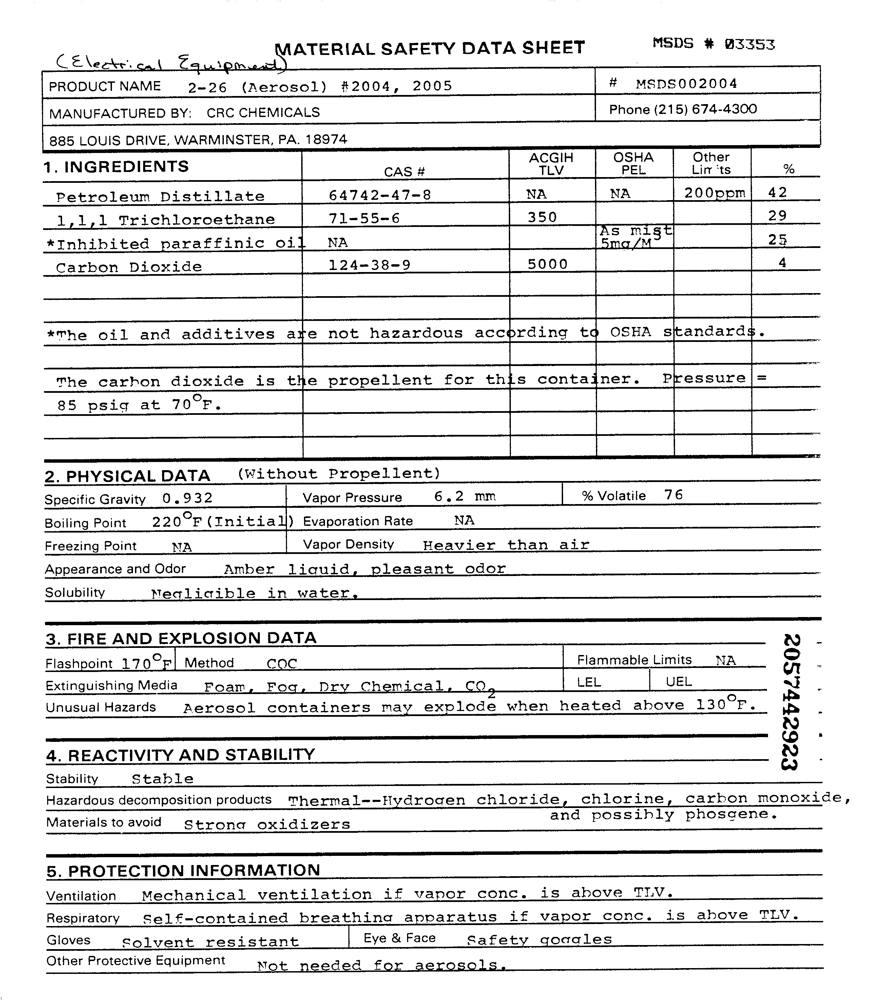 MATERIAL SAFETY DATA SHEET MSDS # 03353
(Electrical Equipment)
PRODUCT NAME 2-26 (Aerosol) #2004, 2005 # MSDS002004
MANUFACTURED BY: CRC CHEMICALS Phone (215) 674-4300
885 LOUIS DRIVE, WARMINSTER, PA. 18974
1. INGREDIENTS CAS # ACGIH TLV OSHA PEL Other Limits %
Petroleum Distillate 64742-47-8 NA NA 200ppm 42
1,1,1 Trichloroethane 71-55-6 350 29
*Inhibited paraffinic oil NA As mist 5mg/M3 25
Carbon Dioxide 124-38-9 5000 4
*The oil and additives are not hazardous according to OSHA standards.
The carbon dioxide is the propellent for this container. Pressure =
85 psig at 70°F.
2. PHYSICAL DATA (Without Propellent)
Specific Gravity 0.932 Vapor Pressure 6.2 mm % Volatile 76
Boiling Point 220°F(Initial) Evaporation Rate NA
Freezing Point NA Vapor Density Heavier than air
Appearance and Odor Amber liquid, pleasant odor
Solubility Negligible in water.
3. FIRE AND EXPLOSION DATA
Flashpoint 170°F Method COC Flammable Limits NA
Extinguishing Media Foam, Fog, Dry Chemical, CO2 LEL UEL
Unusual Hazards Aerosol containers may explode when heated above 130°F.
2057442923
4. REACTIVITY AND STABILITY
Stability Stable
Hazardous decomposition products Thermal--Hydrogen chloride, chlorine, carbon monoxide,
and possibly phosgene.
Materials to avoid Strong oxidizers
5. PROTECTION INFORMATION
Ventilation Mechanical ventilation if vapor conc. is above TLV.
Respiratory Self-contained breathing apparatus if vapor conc. is above TLV.
Gloves Solvent resistant Eye & Face Safety goggles
Other Protective Equipment Not needed for aerosols.